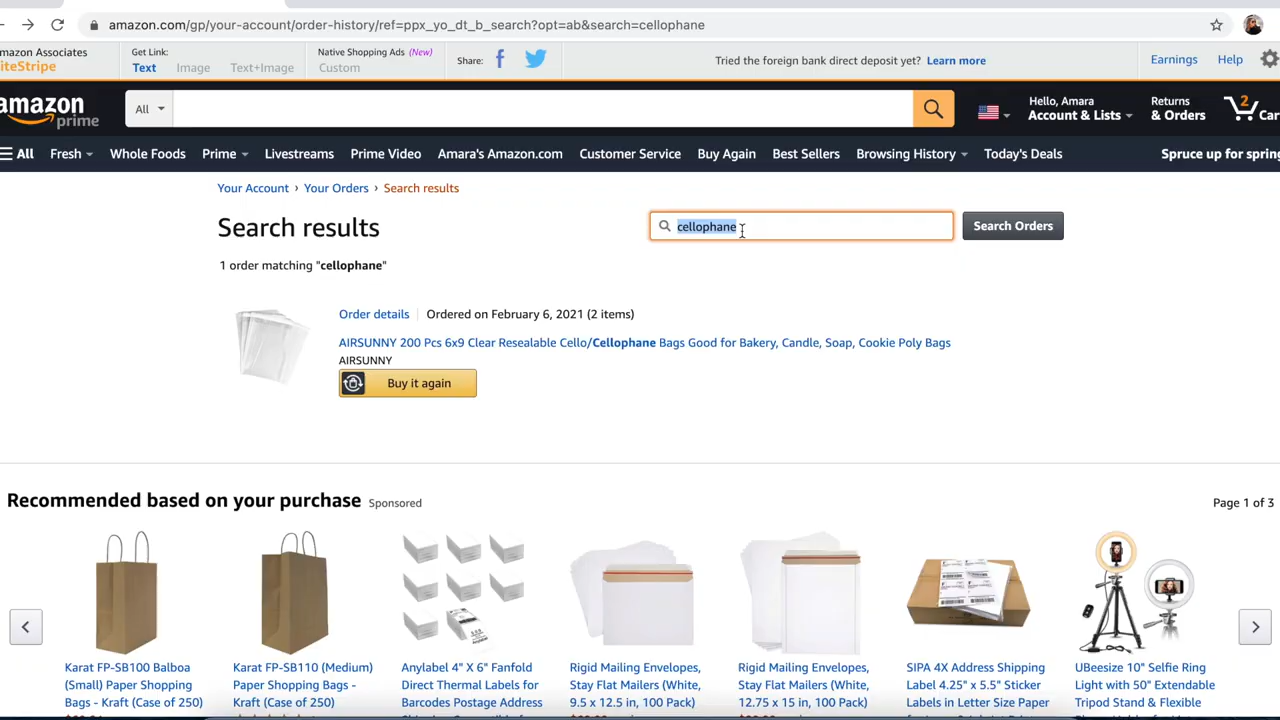 amazon.com/gp/your-account/order-history/ref=ppx_yo_dt_b_search?opt=ab&search=cellophane
mazon Associates
iteStripe
Get Link:
Text Image Text+Image
Native Shopping Ads (New)
Custom
Share:
Tried the foreign bank direct deposit yet? Learn more
Earnings Help
amazon
prime
All
Hello, Amara
Account & Lists
Returns
& Orders
2
Car
All Fresh Whole Foods Prime Livestreams Prime Video Amara's Amazon.com Customer Service Buy Again Best Sellers Browsing History Today's Deals Spruce up for spring
Your Account › Your Orders › Search results
Search results
cellophane
Search Orders
1 order matching "cellophane"
Order details Ordered on February 6, 2021 (2 items)
AIRSUNNY 200 Pcs 6x9 Clear Resealable Cello/Cellophane Bags Good for Bakery, Candle, Soap, Cookie Poly Bags
AIRSUNNY
Buy it again
Recommended based on your purchase Sponsored
Page 1 of 3
Karat FP-SB100 Balboa
(Small) Paper Shopping
Bags - Kraft (Case of 250)
Karat FP-SB110 (Medium)
Paper Shopping Bags -
Kraft (Case of 250)
Anylabel 4" X 6" Fanfold
Direct Thermal Labels for
Barcodes Postage Address
Rigid Mailing Envelopes,
Stay Flat Mailers (White,
9.5 x 12.5 in, 100 Pack)
Rigid Mailing Envelopes,
Stay Flat Mailers (White,
12.75 x 15 in, 100 Pack)
SIPA 4X Address Shipping
Label 4.25" x 5.5" Sticker
Labels in Letter Size Paper
UBeesize 10" Selfie Ring
Light with 50" Extendable
Tripod Stand & Flexible